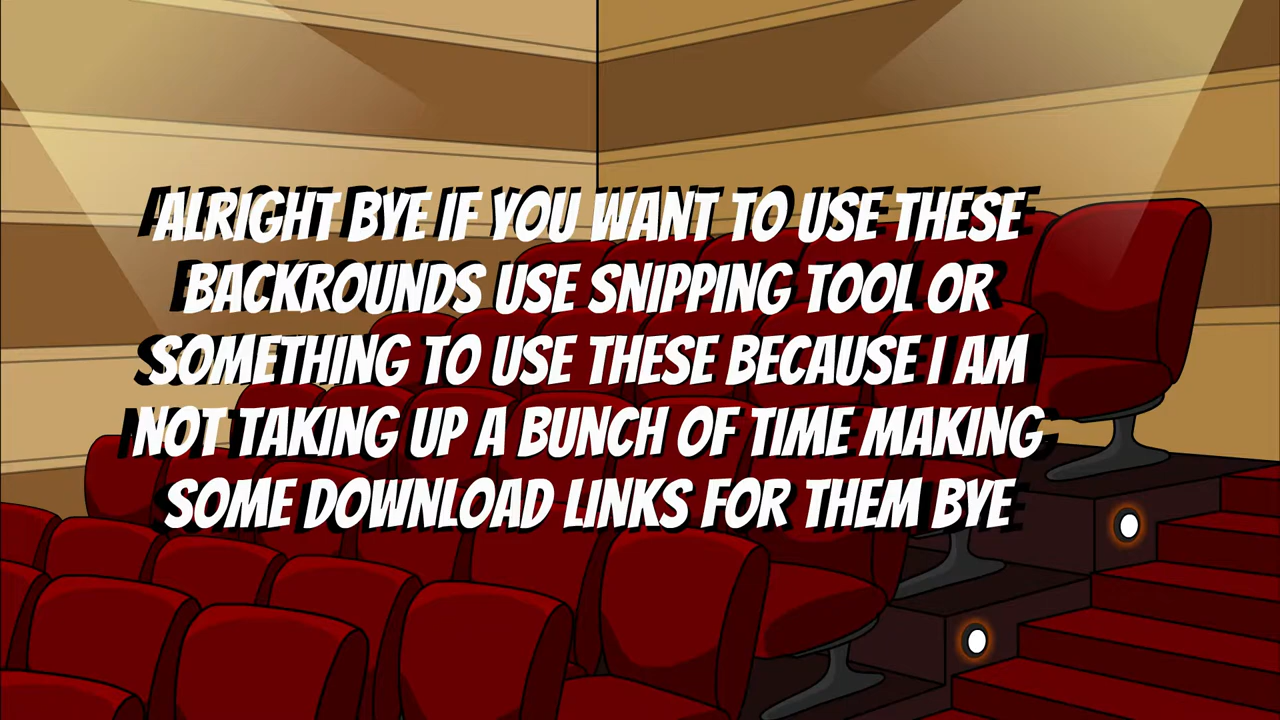 ALRIGHT BYE IF YOU WANT TO USE THESE
BACKROUNDS USE SNIPPING TOOL OR
SOMETHING TO USE THESE BECAUSE I AM
NOT TAKING UP A BUNCH OF TIME MAKING
SOME DOWNLOAD LINKS FOR THEM BYE